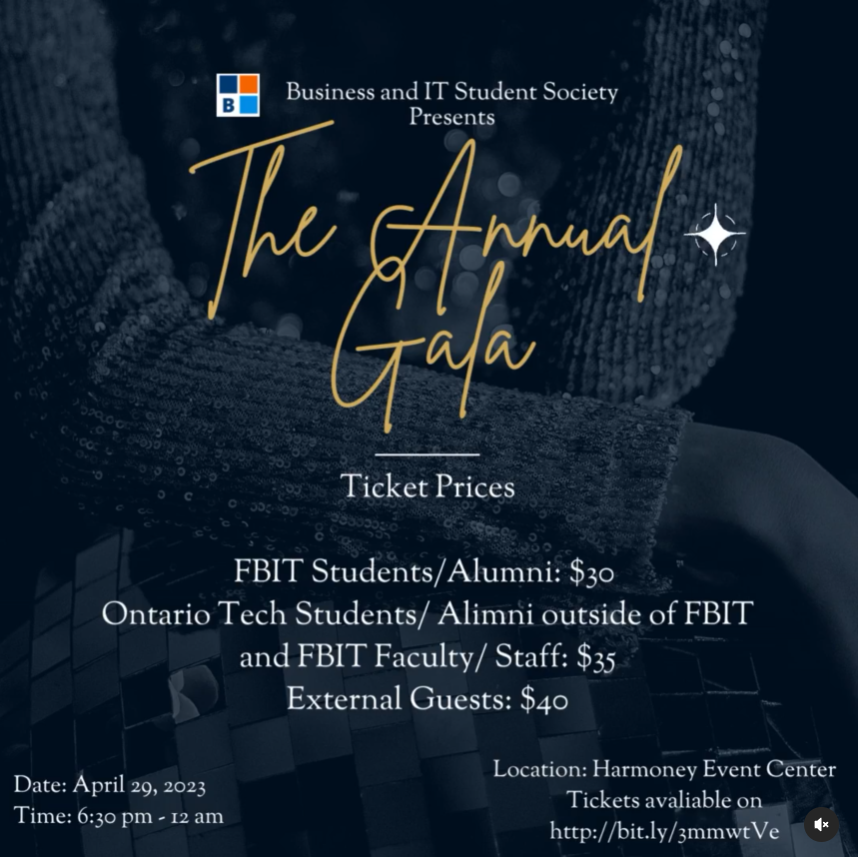 B
Business and IT Student Society
Presents
The Annual
Gala
Ticket Prices
FBIT Students/Alumni: $30
Ontario Tech Students/ Alimni outside of FBIT
and FBIT Faculty/ Staff: $35
External Guests: $40
Date: April 29, 2023
Time: 6:30 pm - 12 am
Location: Harmoney Event Center
Tickets avaliable on
http://bit.ly/3mmwtVe